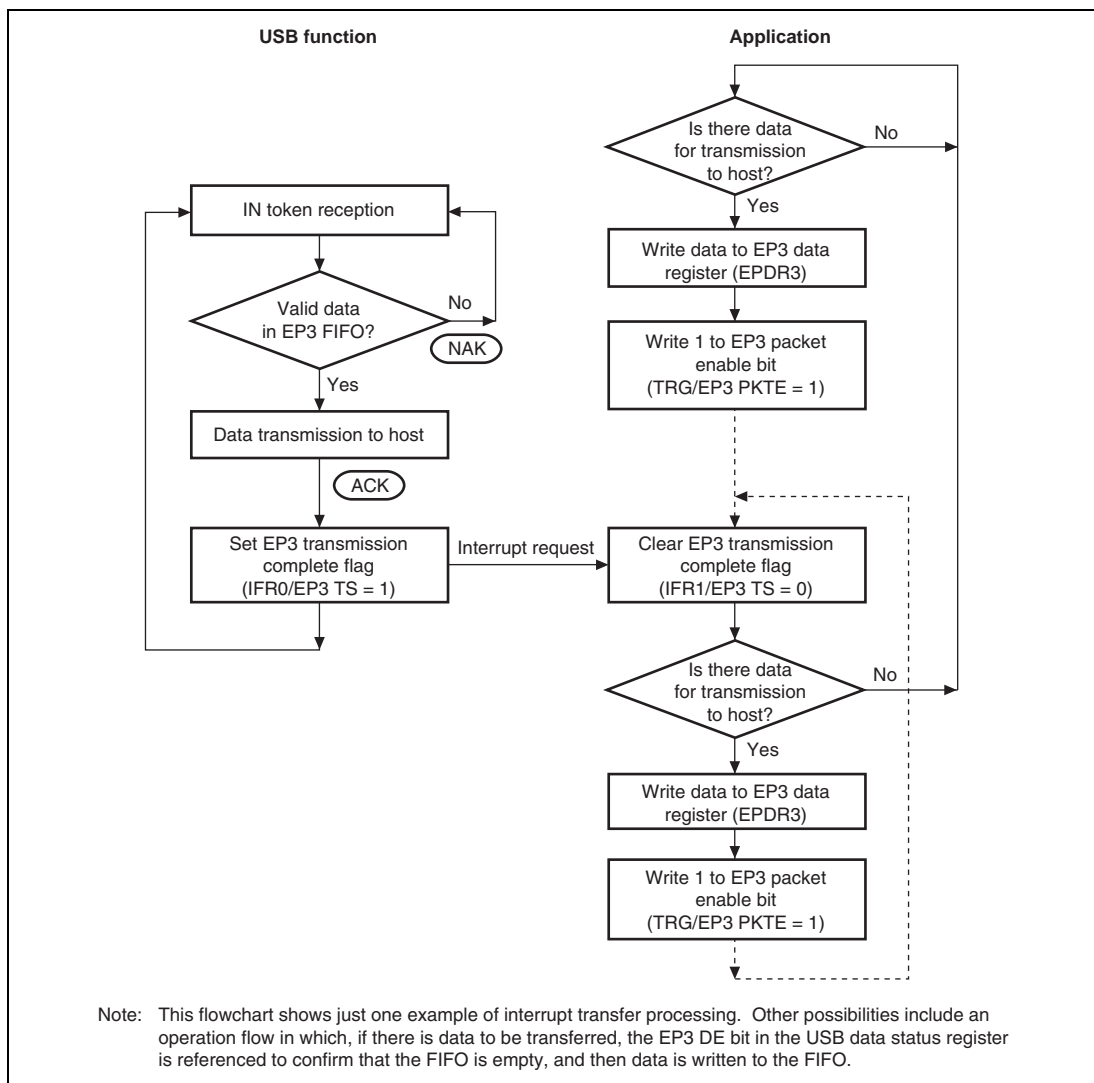 USB function
Application
Is there data
for transmission
to host?
No
Yes
IN token reception
Write data to EP3 data
register (EPDR3)
Valid data
in EP3 FIFO?
No
NAK
Yes
Write 1 to EP3 packet
enable bit
(TRG/EP3 PKTE = 1)
Data transmission to host
ACK
Set EP3 transmission
complete flag
(IFR0/EP3 TS = 1)
Interrupt request
Clear EP3 transmission
complete flag
(IFR1/EP3 TS = 0)
Is there data
for transmission
to host?
No
Yes
Write data to EP3 data
register (EPDR3)
Write 1 to EP3 packet
enable bit
(TRG/EP3 PKTE = 1)
Note: This flowchart shows just one example of interrupt transfer processing. Other possibilities include an
operation flow in which, if there is data to be transferred, the EP3 DE bit in the USB data status register
is referenced to confirm that the FIFO is empty, and then data is written to the FIFO.